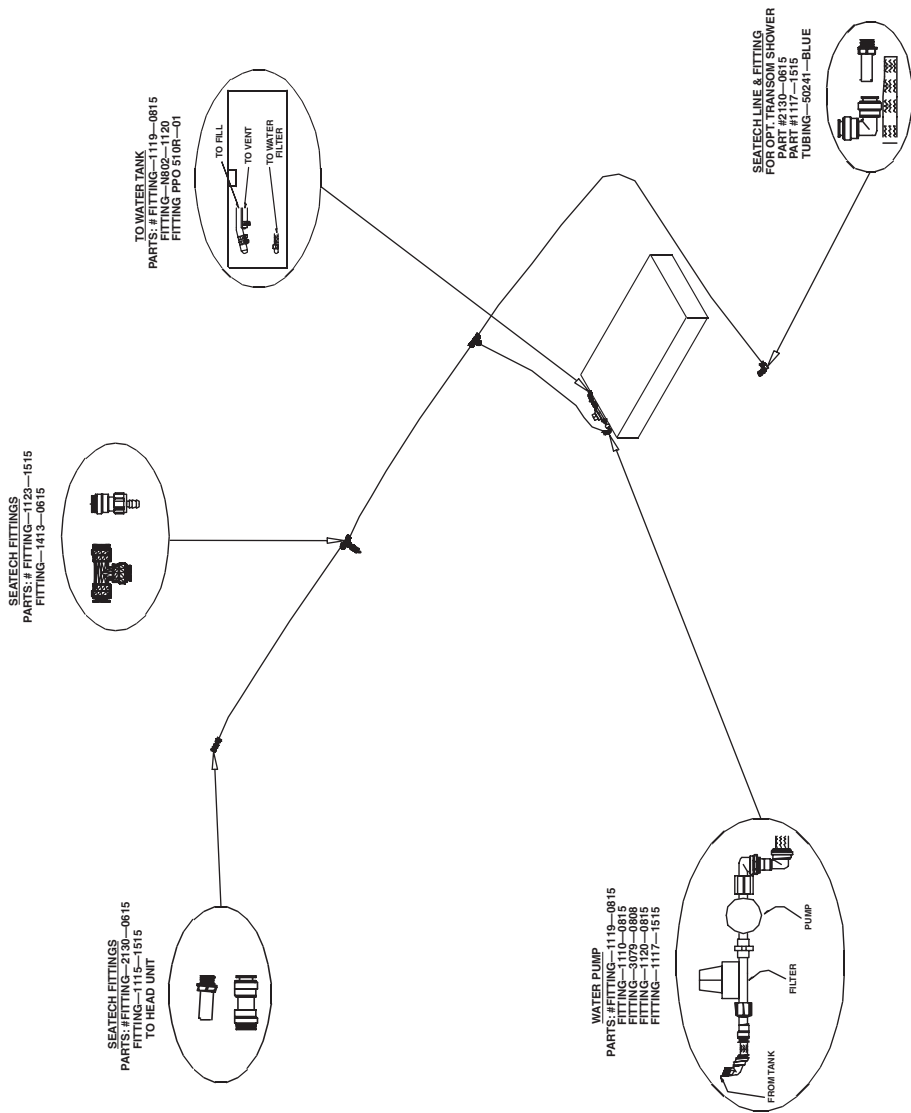 SEATECH FITTINGS
PARTS: #FITTING—2130—0615
FITTING—1115—1515
TO HEAD UNIT
SEATECH FITTINGS
PARTS: # FITTING—1123—1515
FITTING—1413—0615
TO WATER TANK
PARTS: # FITTING—1119—0815
FITTING—N802—1120
FITTING PPO 510R—01
TO FILL
TO VENT
TO WATER
FILTER
WATER PUMP
PARTS: #FITTING—1119—0815
FITTING—1110—0815
FITTING—3079—0808
FITTING—1120—0815
FITTING—1117—1515
FROM TANK
FILTER
PUMP
SEATECH LINE & FITTING
FOR OPT. TRANSOM SHOWER
PART #2130—0615
PART #1117—1515
TUBING—50241—BLUE